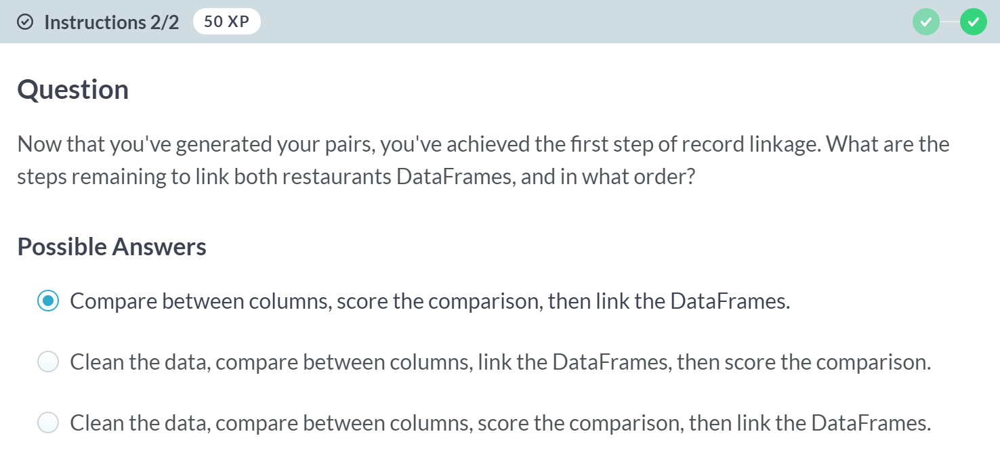 Instructions 2/2 50 XP
Question
Now that you've generated your pairs, you've achieved the first step of record linkage. What are the
steps remaining to link both restaurants DataFrames, and in what order?
Possible Answers
Compare between columns, score the comparison, then link the DataFrames.
Clean the data, compare between columns, link the DataFrames, then score the comparison.
Clean the data, compare between columns, score the comparison, then link the DataFrames.